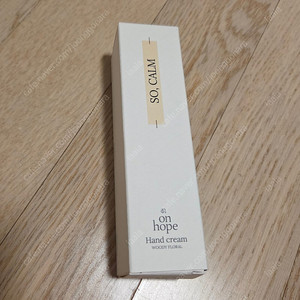 SO, CALM
on
hope
Hand cream
WOODY FLORAL